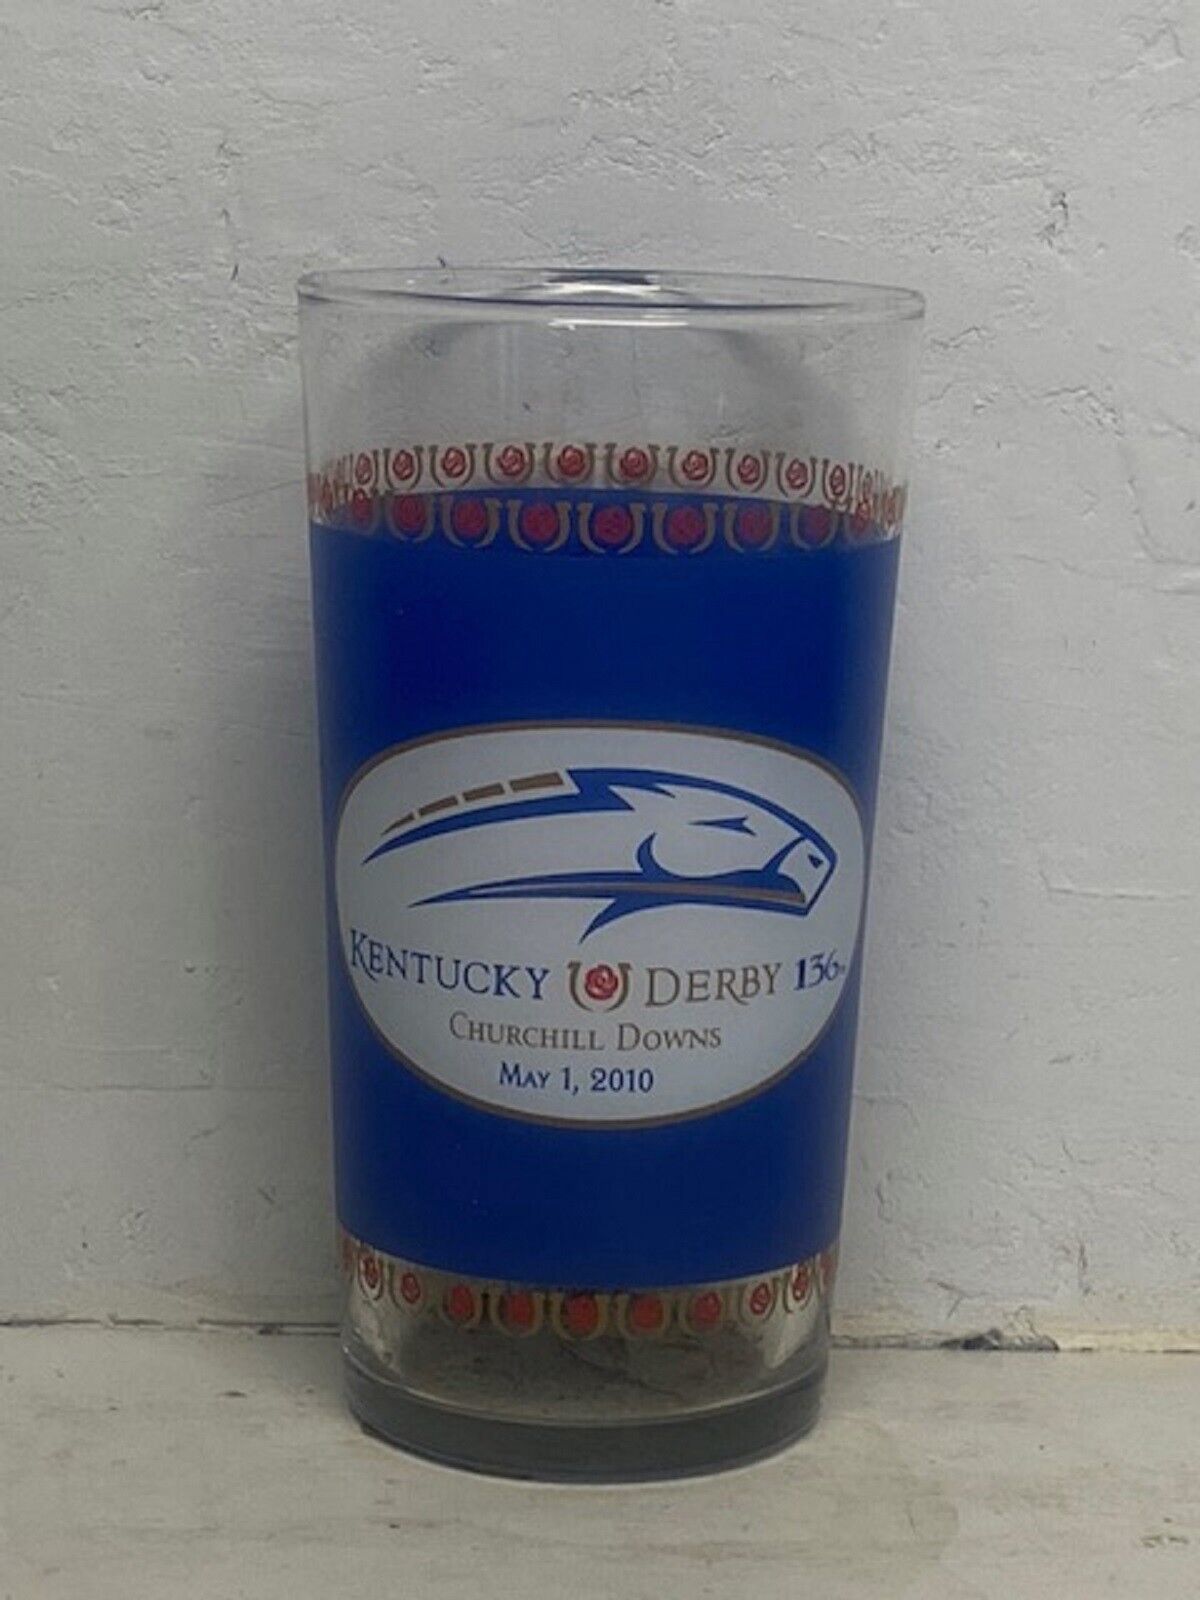 KENTUCKY DERBY 136TH
CHURCHILL DOWNS
MAY 1, 2010